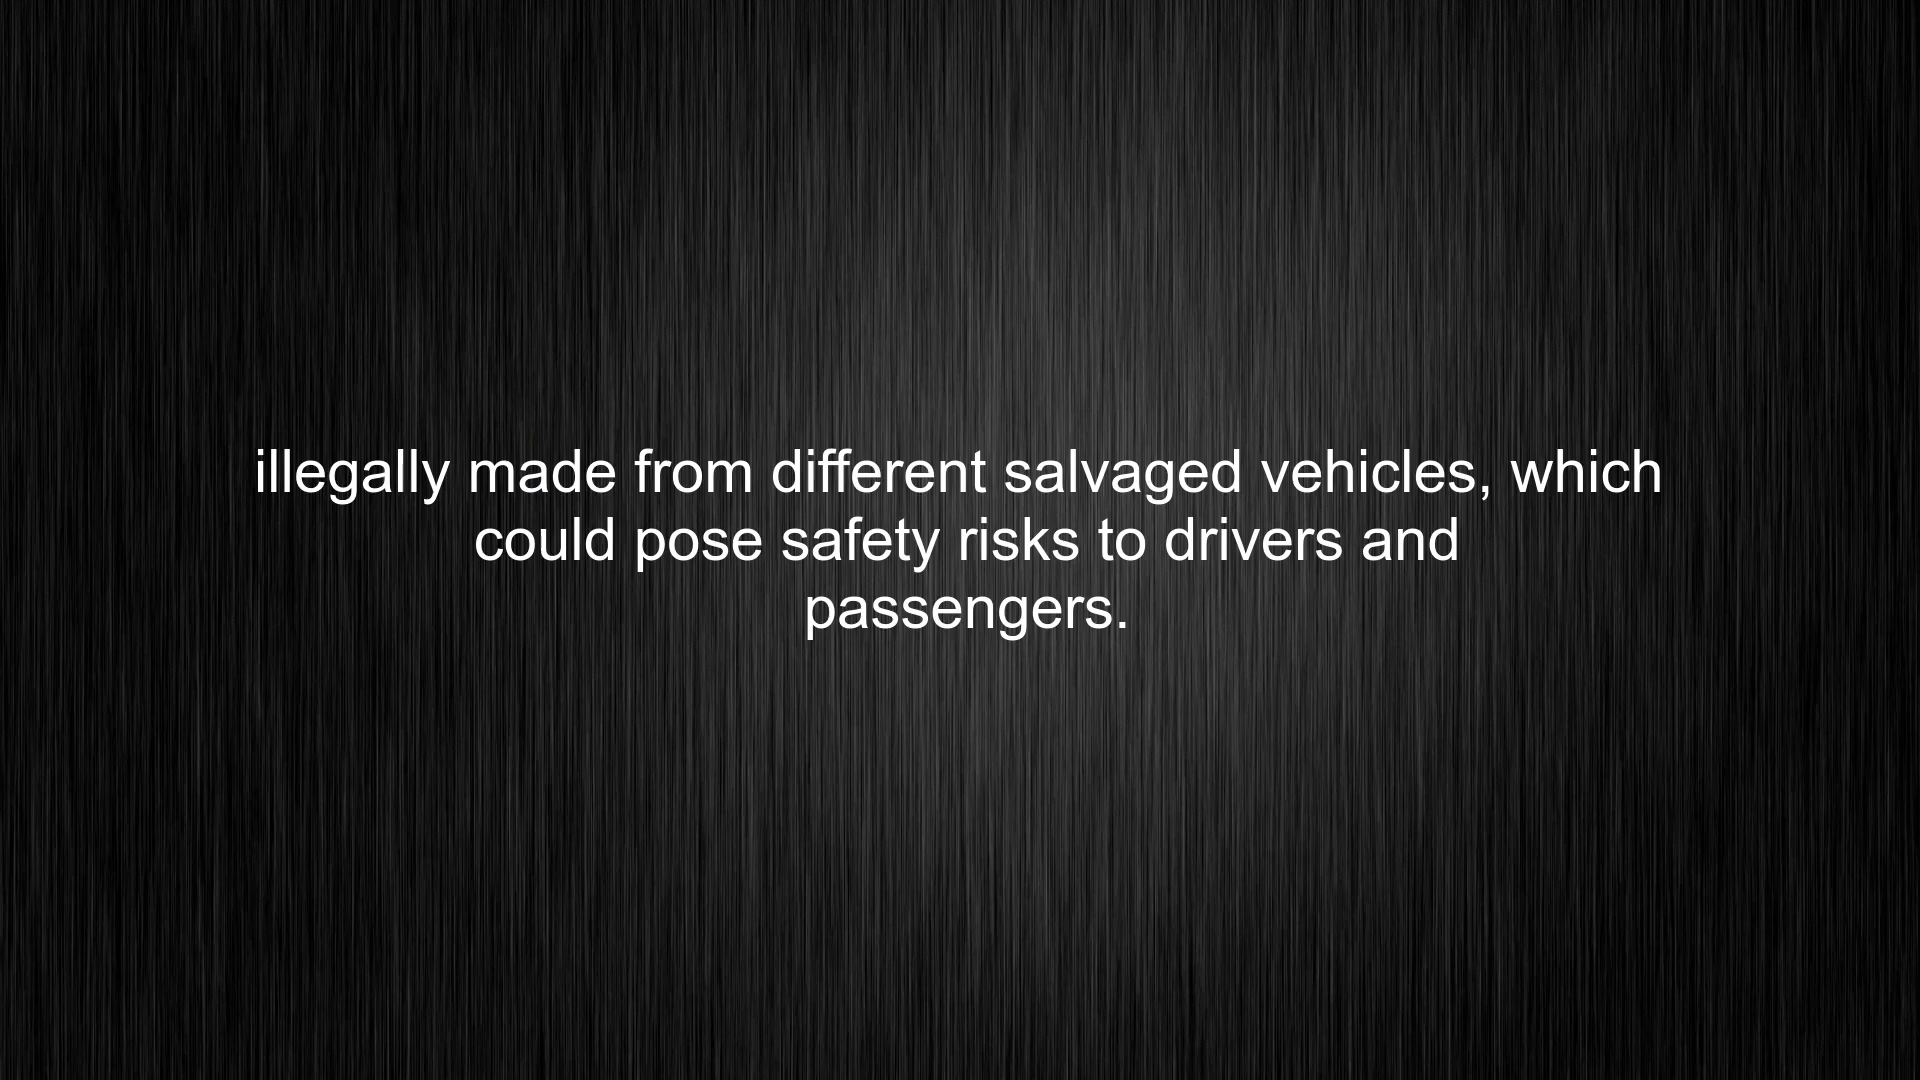 illegally made from different salvaged vehicles, which
could pose safety risks to drivers and
passengers.